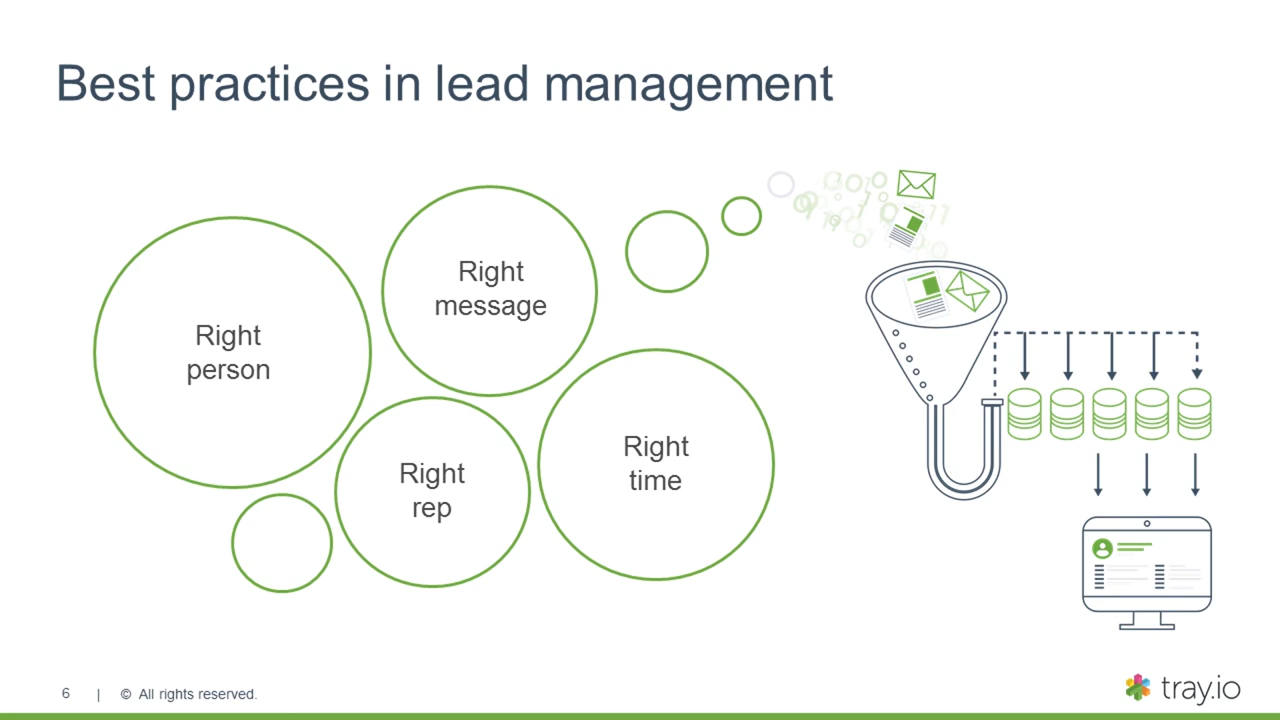 Best practices in lead management
Right
person
Right
message
Right
rep
Right
time
6 | © All rights reserved.
tray.io